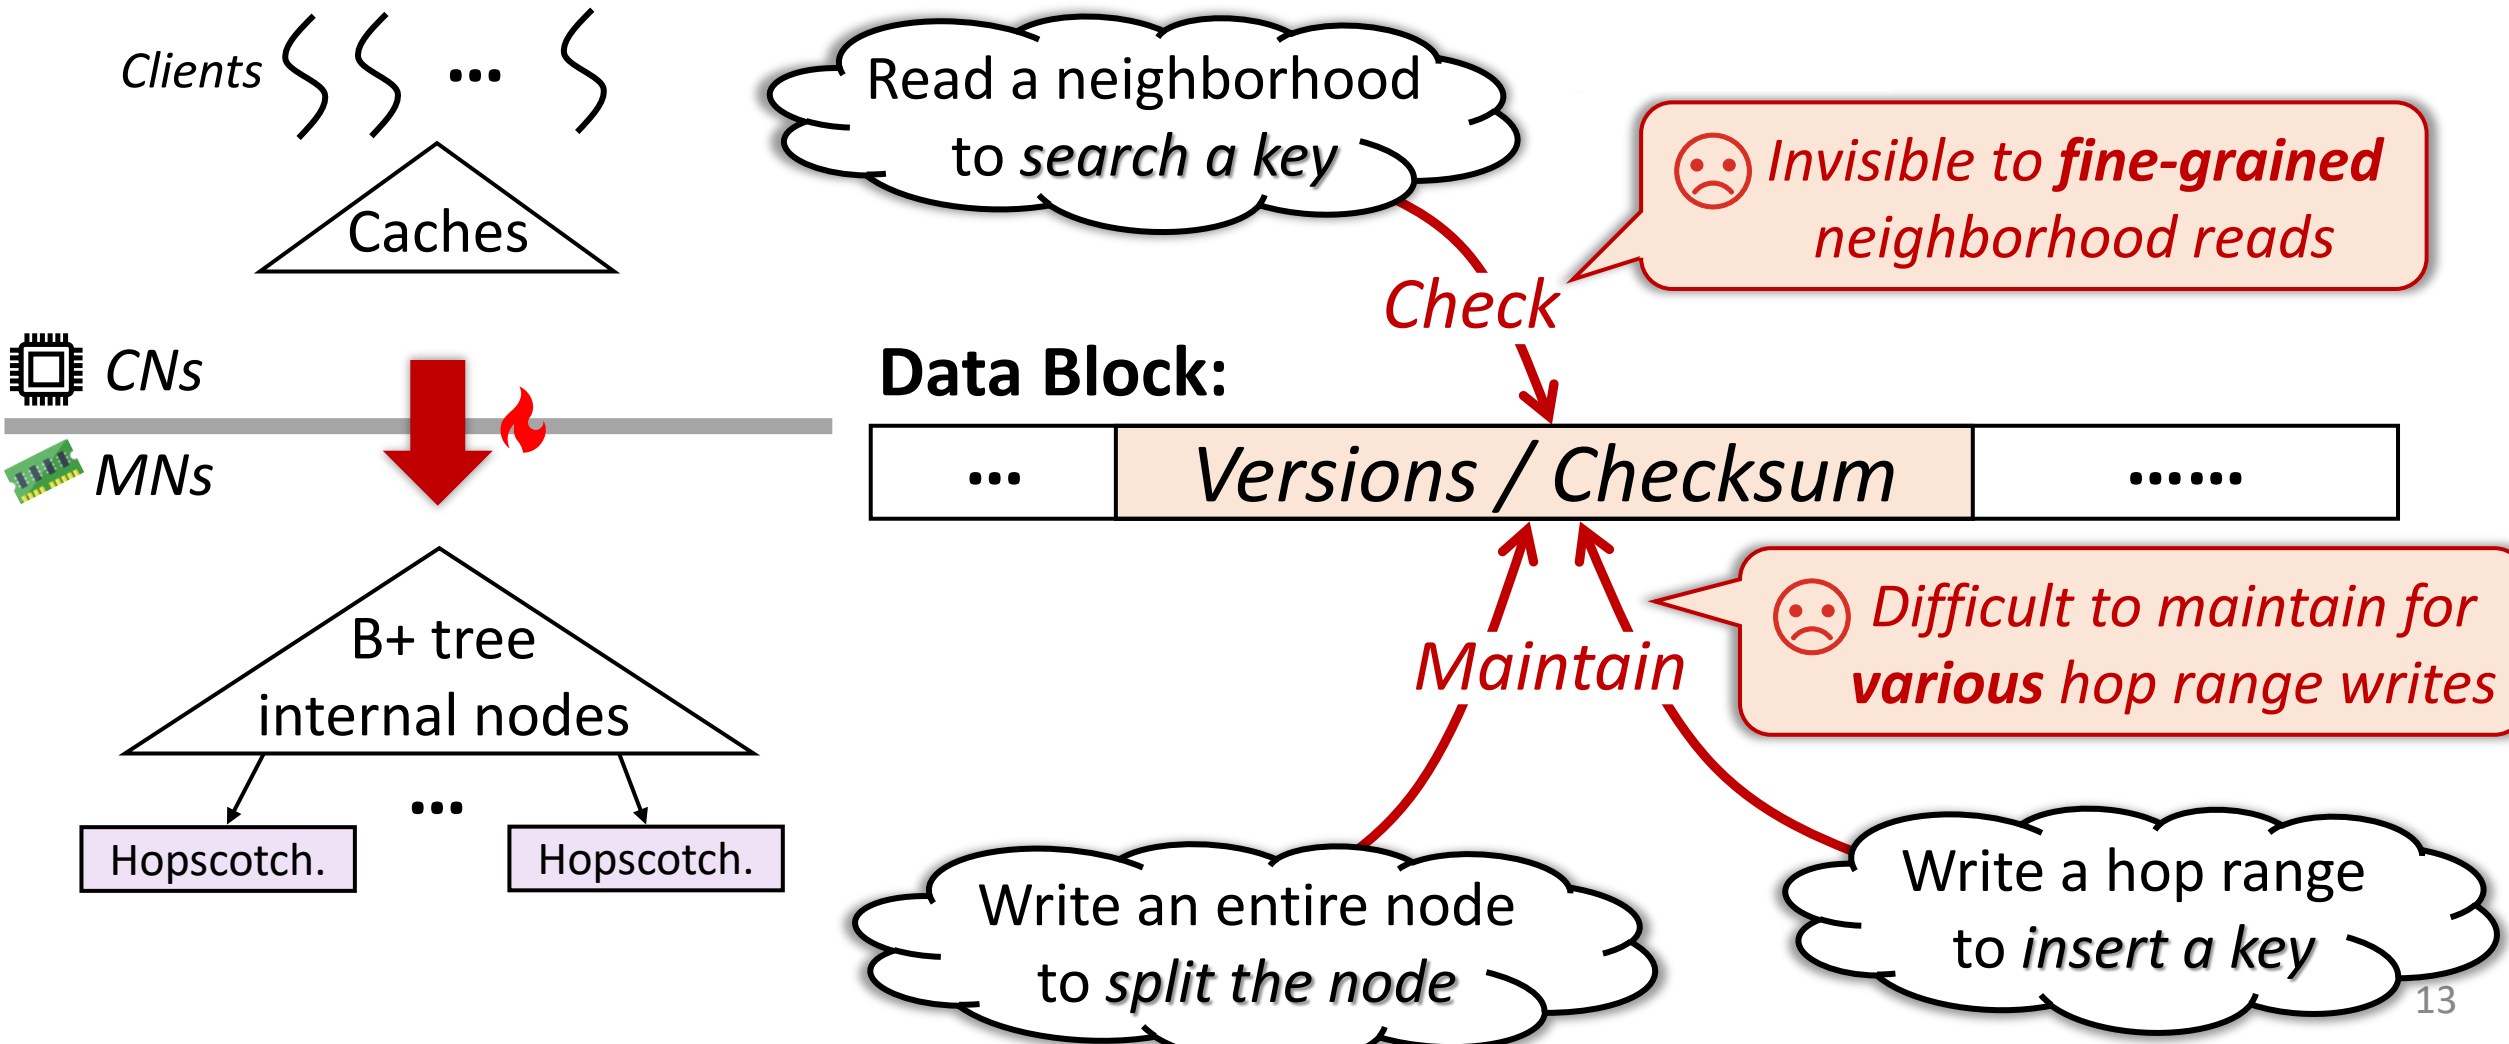 Clients
...
Caches
CNs
MNs
B+ tree
internal nodes
...
Hopscotch.
Hopscotch.
Read a neighborhood
to search a key
Invisible to fine-grained
neighborhood reads
Check
Data Block:
...
Versions / Checksum
......
Maintain
Difficult to maintain for
various hop range writes
Write an entire node
to split the node
Write a hop range
to insert a key
13